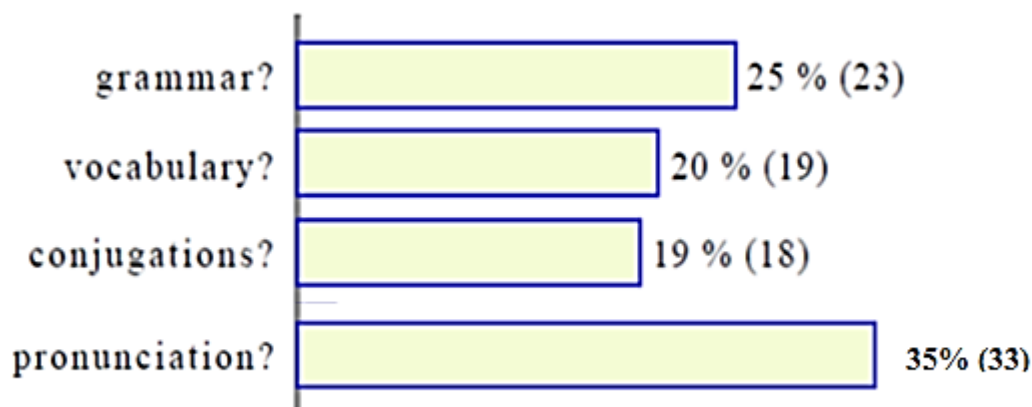 grammar? 25 % (23)
vocabulary? 20 % (19)
conjugations? 19 % (18)
pronunciation? 35% (33)